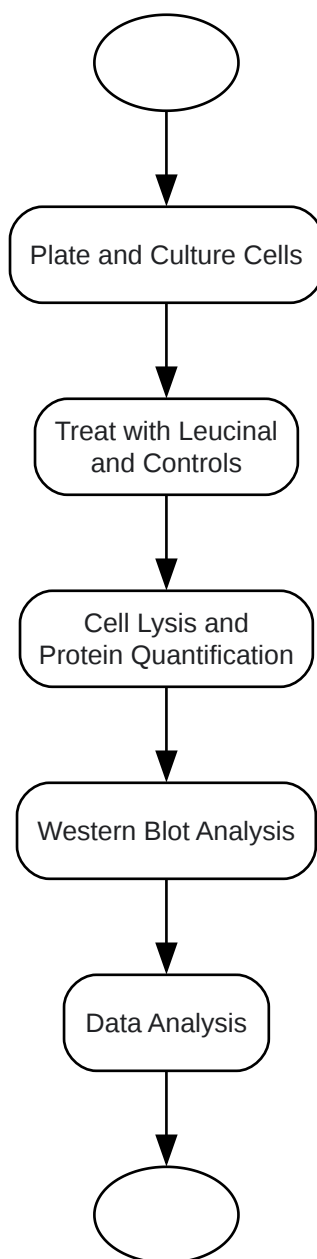 Plate and Culture Cells
Treat with Leucinal
and Controls
Cell Lysis and
Protein Quantification
Western Blot Analysis
Data Analysis